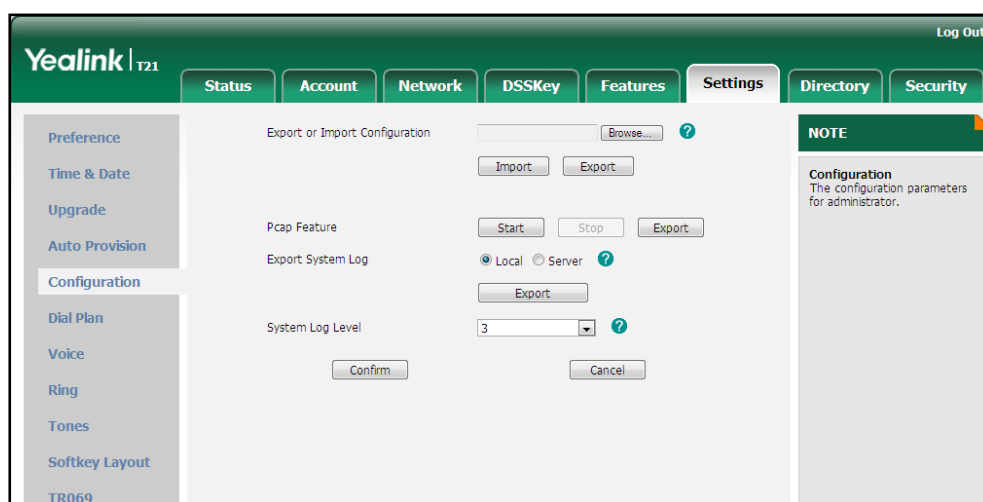 Log Out
Yealink | T21
Status Account Network DSSKey Features Settings Directory Security
Preference
Time & Date
Upgrade
Auto Provision
Configuration
Dial Plan
Voice
Ring
Tones
Softkey Layout
TR069
Export or Import Configuration Browse... ?
Import Export
Pcap Feature Start Stop Export
Export System Log Local Server ?
Export
System Log Level 3 ?
Confirm Cancel
NOTE
Configuration
The configuration parameters
for administrator.